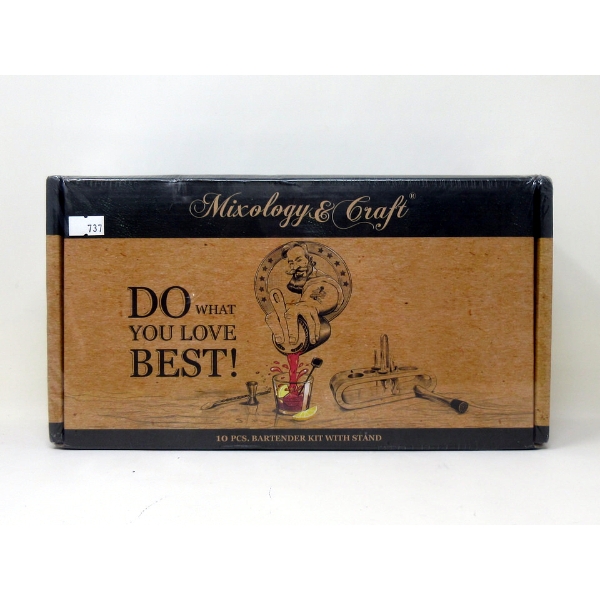 Mixology & Craft®
737
DO WHAT
YOU LOVE
BEST!
10 PCS. BARTENDER KIT WITH STAND